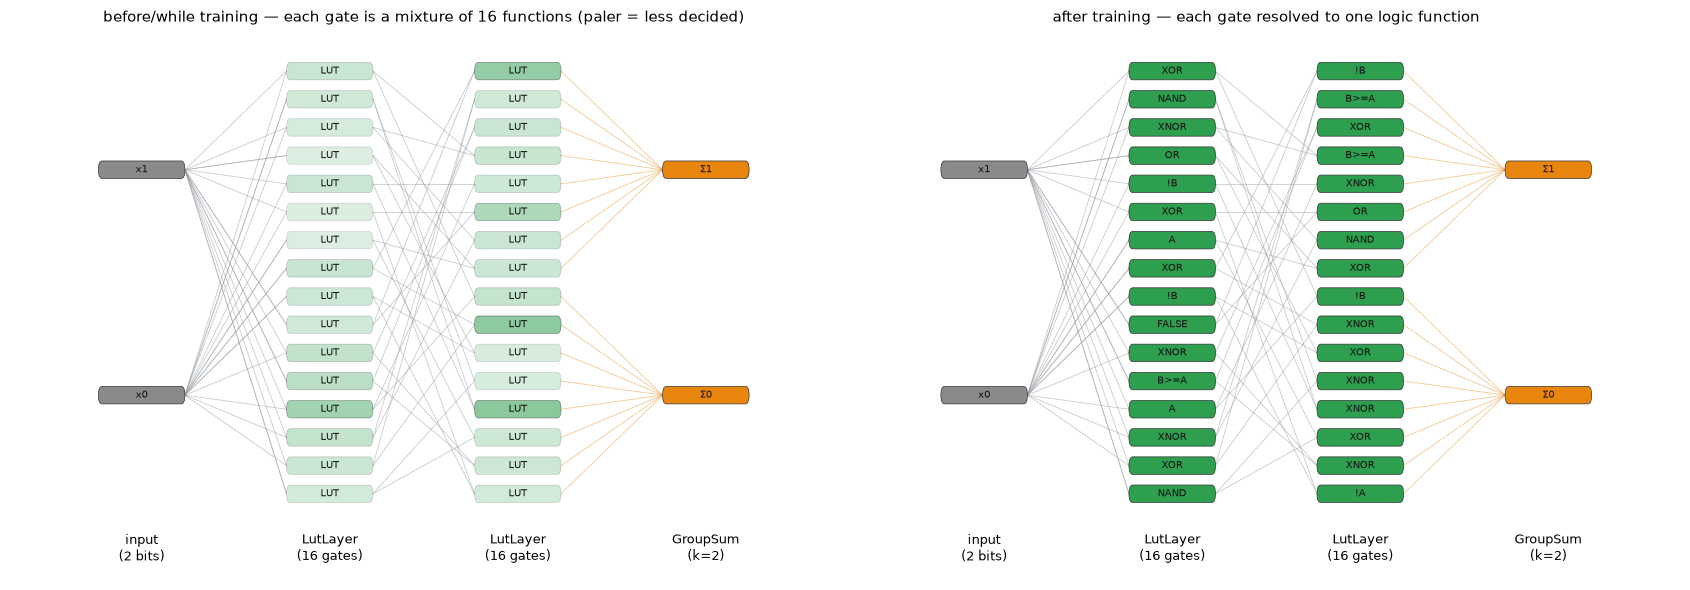 before/while training — each gate is a mixture of 16 functions (paler = less decided)
LUT LUT
LUT LUT
LUT LUT
LUT LUT
x1 Σ1
LUT LUT
LUT LUT
LUT LUT
LUT LUT
LUT LUT
LUT LUT
LUT LUT
LUT LUT
x0 Σ0
LUT LUT
LUT LUT
LUT LUT
LUT LUT
input LutLayer LutLayer GroupSum
(2 bits) (16 gates) (16 gates) (k=2)
after training — each gate resolved to one logic function
XOR !B
NAND B>=A
XNOR XOR
OR B>=A
x1 Σ1
!B XNOR
XOR OR
A NAND
XOR XOR
!B !B
FALSE XNOR
XNOR XOR
B>=A XNOR
x0 Σ0
A XNOR
XNOR XOR
XOR XNOR
NAND !A
input LutLayer LutLayer GroupSum
(2 bits) (16 gates) (16 gates) (k=2)